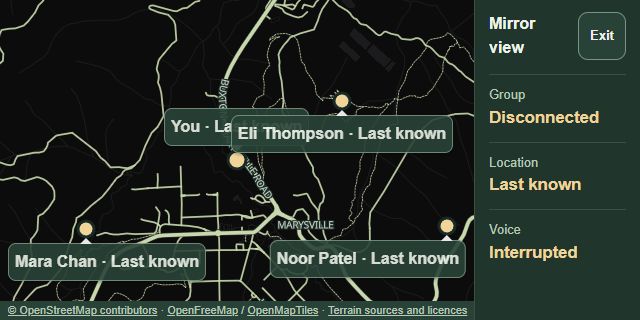 You · La
Eli Thompson · Last known
MARYSVILLE
Mara Chan · Last known
Noor Patel · Last known
© OpenStreetMap contributors · OpenFreeMap / OpenMapTiles · Terrain sources and licences
Mirror
view
Exit
Group
Disconnected
Location
Last known
Voice
Interrupted